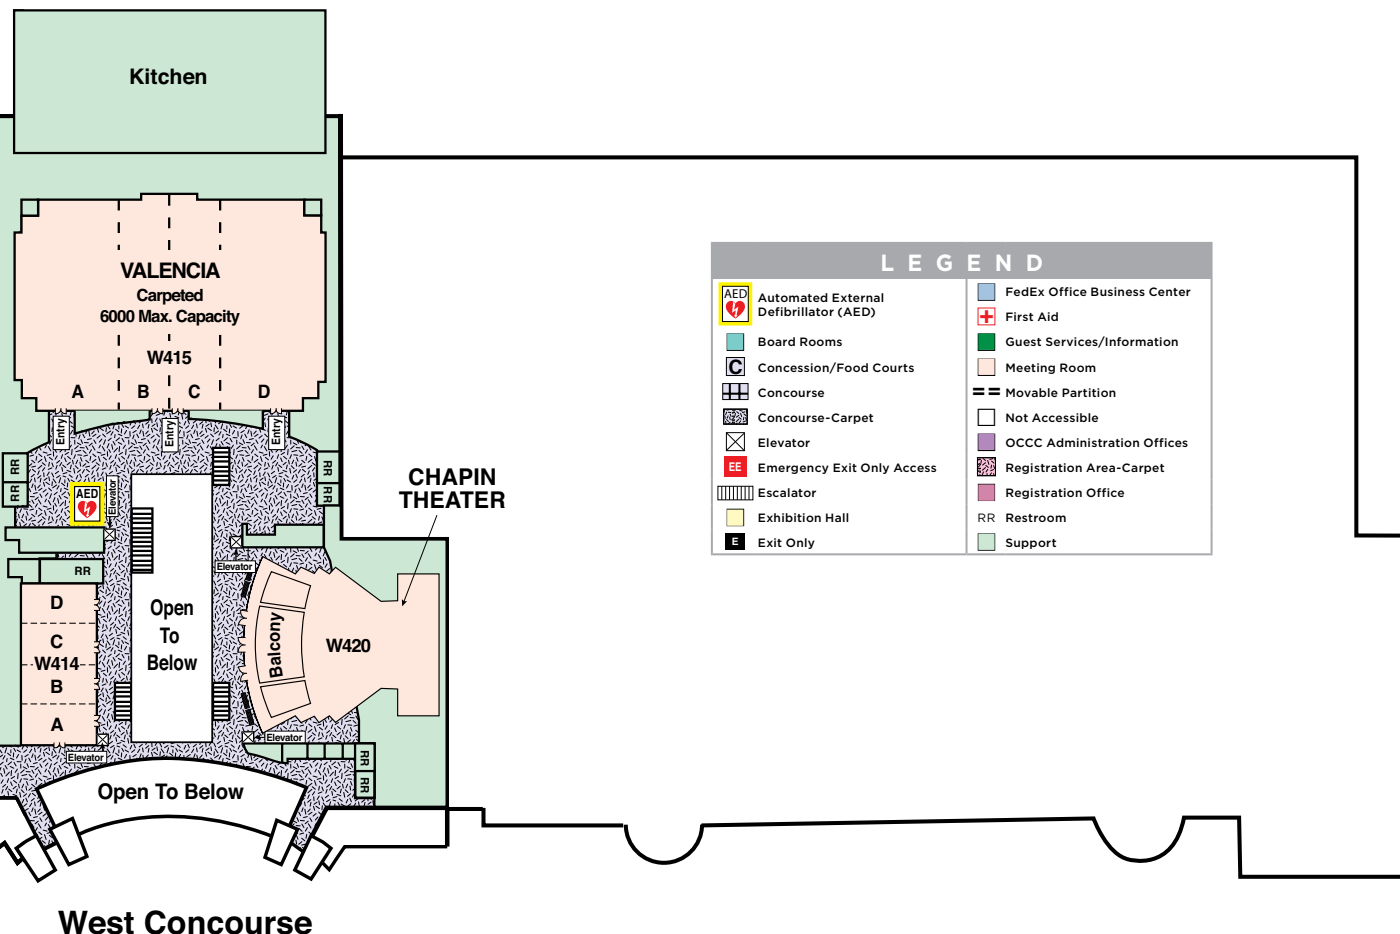 Kitchen
VALENCIA
Carpeted
6000 Max. Capacity
W415
A B C D
Entry
Entry
Entry
RR
RR
RR
RR
AED
Elevator
Elevator
RR
D
C
W414
B
A
Elevator
Open
To
Below
Balcony
W420
CHAPIN
THEATER
Elevator
RR
RR
Open To Below
West Concourse
LEGEND
AED
Automated External
Defibrillator (AED)
Board Rooms
C Concession/Food Courts
Concourse
Concourse-Carpet
Elevator
EE Emergency Exit Only Access
Escalator
Exhibition Hall
E Exit Only
FedEx Office Business Center
First Aid
Guest Services/Information
Meeting Room
Movable Partition
Not Accessible
OCCC Administration Offices
Registration Area-Carpet
Registration Office
RR Restroom
Support